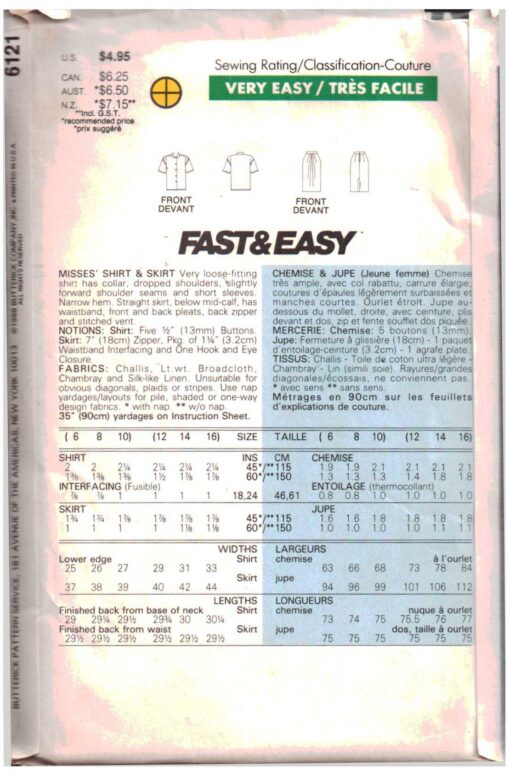 6121
U.S. $4.95
CAN. $6.25
AUST. *$6.50
N.Z. *$7.15**
**Incl. G.S.T.
*recommended price
*prix suggéré
Sewing Rating/Classification-Couture
VERY EASY / TRÈS FACILE
FRONT
DEVANT
FRONT
DEVANT
FAST&EASY
MISSES' SHIRT & SKIRT Very loose-fitting
shirt has collar, dropped shoulders, slightly
forward shoulder seams and short sleeves.
Narrow hem. Straight skirt, below mid-calf, has
waistband, front and back pleats, back zipper
and stitched vent.
NOTIONS: Shirt: Five ½" (13mm) Buttons.
Skirt: 7" (18cm) Zipper, Pkg. of 1¼" (3.2cm)
Waistband Interfacing and One Hook and Eye
Closure.
FABRICS: Challis, Lt.wt. Broadcloth,
Chambray and Silk-like Linen. Unsuitable for
obvious diagonals, plaids or stripes. Use nap
yardages/layouts for pile, shaded or one-way
design fabrics. * with nap. ** w/o nap.
35" (90cm) yardages on Instruction Sheet.
CHEMISE & JUPE (Jeune femme) Chemise
très ample, avec col rabattu, carrure élargie,
coutures d'épaules légèrement surbaissées et
manches courtes. Ourlet étroit. Jupe au-
dessous du mollet, droite, avec ceinture, plis
devant et dos, zip et fente soufflet dos piquée.
MERCERIE: Chemise: 5 boutons (13mm).
Jupe: Fermeture à glissière (18cm) - 1 paquet
d'entoilage-ceinture (3.2cm) - 1 agrafe plate.
TISSUS: Challis - Toile de coton ultra légère -
Chambray - Lin (simili soie). Rayures/grandes
diagonales/écossais, ne conviennent pas.
* avec sens ** sans sens.
Métrages en 90cm sur les feuillets
d'explications de couture.
( 6 8 10) (12 14 16) SIZE TAILLE ( 6 8 10) (12 14 16)
SHIRT INS CM CHEMISE
2 2 2¼ 2¼ 2¼ 2¼ 45*/**115 1.9 1.9 2.1 2.1 2.1 2.1
1⅜ 1⅜ 1⅜ 1½ 1⅞ 1⅞ 60*/**150 1.3 1.3 1.3 1.4 1.8 1.8
INTERFACING (Fusible) ENTOILAGE (thermocollant)
⅞ ⅞ 1 1 1 1 18,24 46,61 0.8 0.8 1.0 1.0 1.0 1.0
SKIRT JUPE
1¾ 1¾ 1⅞ 1⅞ 1⅞ 1⅞ 45*/**115 1.6 1.6 1.8 1.8 1.8 1.8
1 1 1 1 1⅛ 1⅛ 60*/**150 1.0 1.0 1.0 1.0 1.1 1.1
WIDTHS LARGEURS
Lower edge Shirt chemise à l'ourlet
25 26 27 29 31 33 63 66 68 73 78 84
Skirt jupe
37 38 39 40 42 44 94 96 99 101 106 112
LENGTHS LONGUEURS
Finished back from base of neck Shirt chemise nuque à ourlet
29 29¼ 29½ 29¾ 30 30¼ 73 74 75 75.5 76 77
Finished back from waist Skirt jupe dos, taille à ourlet
29½ 29½ 29½ 29½ 29½ 29½ 75 75 75 75 75 75
BUTTERICK PATTERN SERVICE, 161 AVENUE OF THE AMERICAS, NEW YORK, NEW YORK 10013 ©1988 BUTTERICK COMPANY, INC. • PRINTED IN U.S.A.
ALL RIGHTS RESERVED